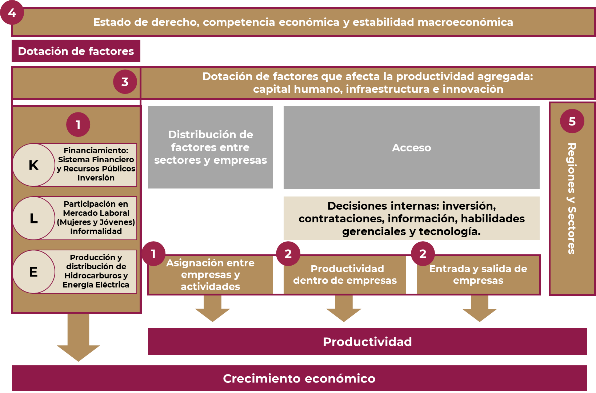 4
Estado de derecho, competencia económica y estabilidad macroeconómica
Dotación de factores
3
Dotación de factores que afecta la productividad agregada:
capital humano, infraestructura e innovación
1
K
Financiamiento:
Sistema Financiero
y Recursos Públicos
Inversión
L
Participación en
Mercado Laboral
(Mujeres y Jóvenes)
Informalidad
E
Producción y
distribución de
Hidrocarburos y
Energía Eléctrica
Distribución de
factores entre
sectores y empresas
Acceso
Decisiones internas: inversión,
contrataciones, información, habilidades
gerenciales y tecnología.
1
Asignación entre
empresas y
actividades
2
Productividad
dentro de empresas
2
Entrada y salida de
empresas
5
Regiones y Sectores
Productividad
Crecimiento económico